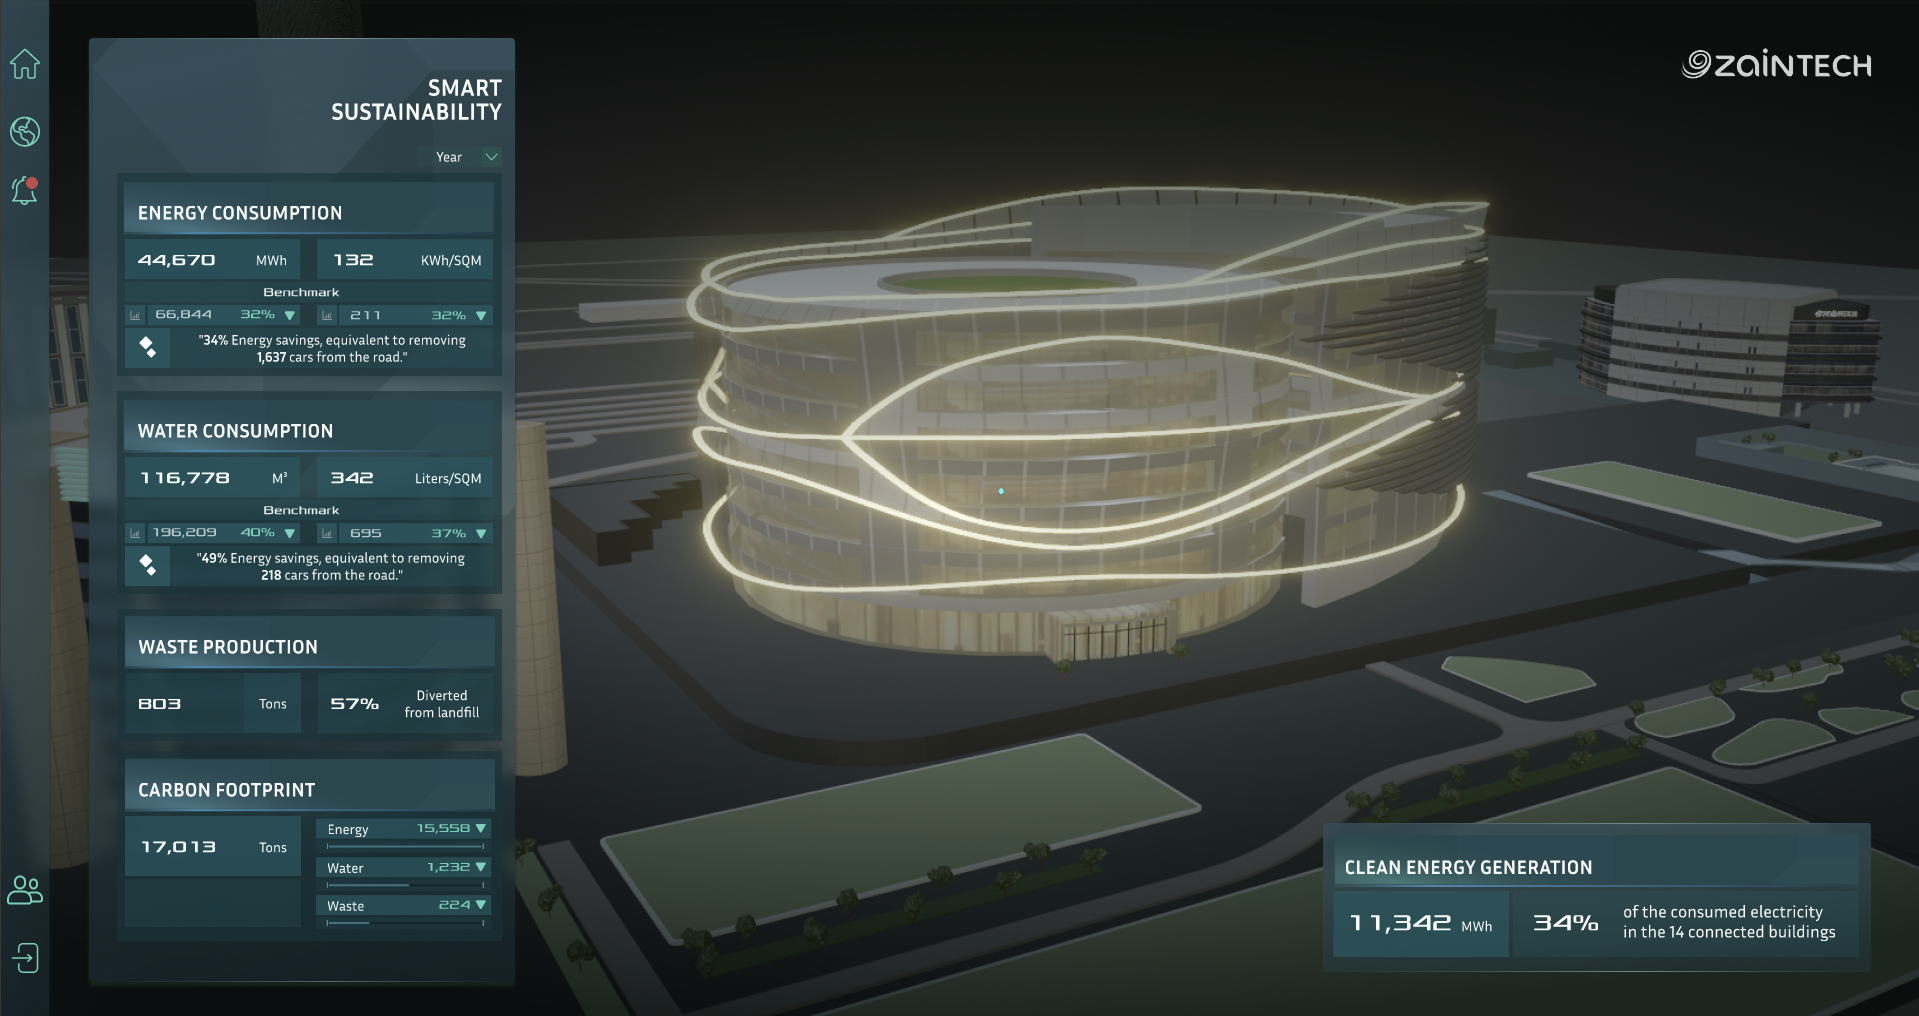 SMART
SUSTAINABILITY
Year
ENERGY CONSUMPTION
44,670 MWh 132 KWh/SQM
Benchmark
66,844 32% ▼ 211 32% ▼
"34% Energy savings, equivalent to removing
1,637 cars from the road."
WATER CONSUMPTION
116,778 M³ 342 Liters/SQM
Benchmark
196,209 40% ▼ 695 37% ▼
"49% Energy savings, equivalent to removing
218 cars from the road."
WASTE PRODUCTION
803 Tons 57% Diverted
from landfill
CARBON FOOTPRINT
17,013 Tons
Energy 15,558 ▼
Water 1,232 ▼
Waste 224 ▼
zainTECH
CLEAN ENERGY GENERATION
11,342 MWh 34% of the consumed electricity
in the 14 connected buildings